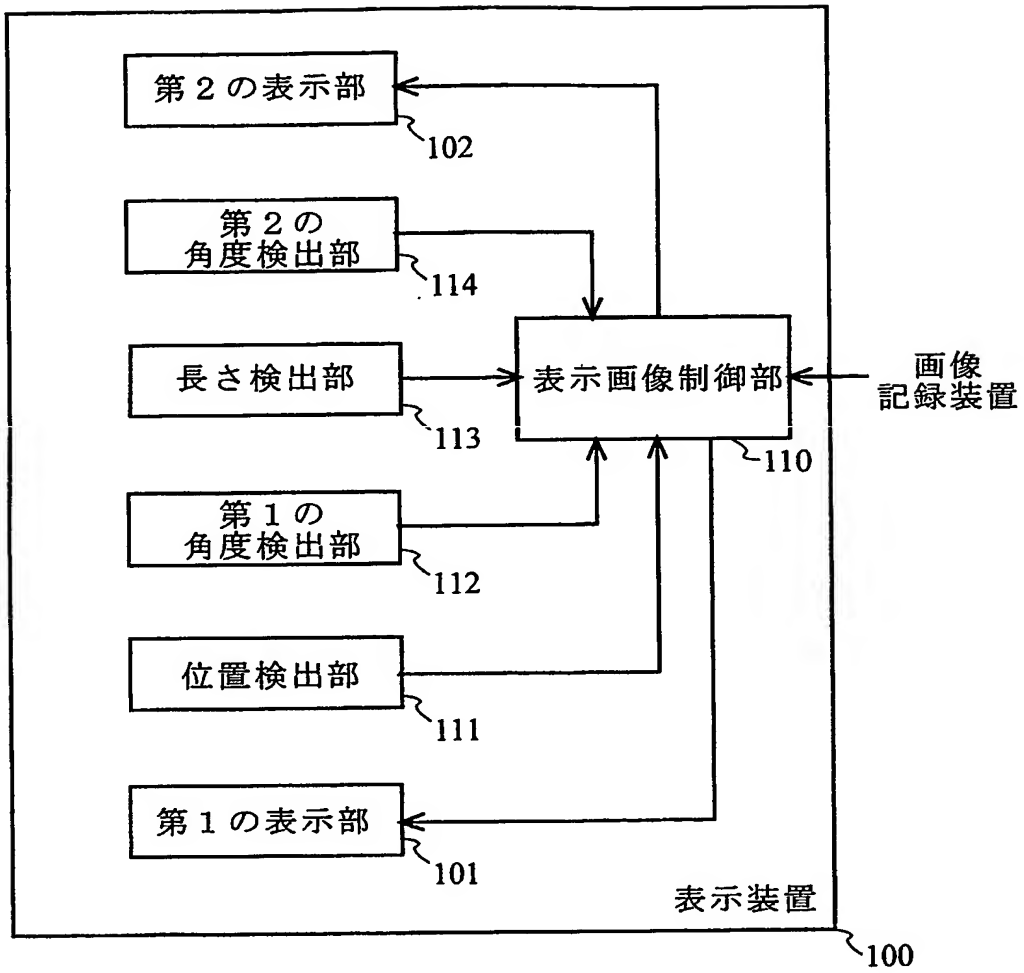 第２の表示部
102
第２の
角度検出部
114
長さ検出部
113
表示画像制御部
110
画像
記録装置
第１の
角度検出部
112
位置検出部
111
第１の表示部
101
表示装置
100